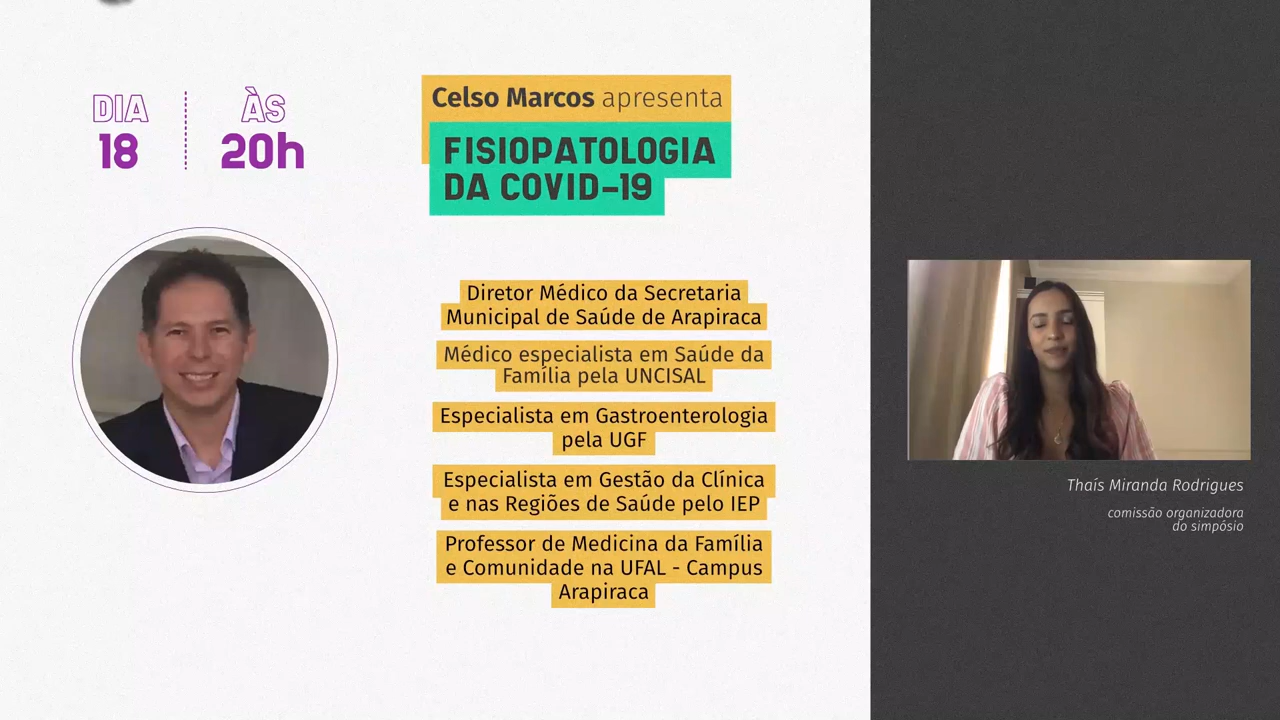 DIA
18
ÀS
20h
Celso Marcos apresenta
FISIOPATOLOGIA
DA COVID-19
Diretor Médico da Secretaria
Municipal de Saúde de Arapiraca
Médico especialista em Saúde da
Família pela UNCISAL
Especialista em Gastroenterologia
pela UGF
Especialista em Gestão da Clínica
e nas Regiões de Saúde pelo IEP
Professor de Medicina da Família
e Comunidade na UFAL - Campus
Arapiraca
Thaís Miranda Rodrigues
comissão organizadora
do simpósio